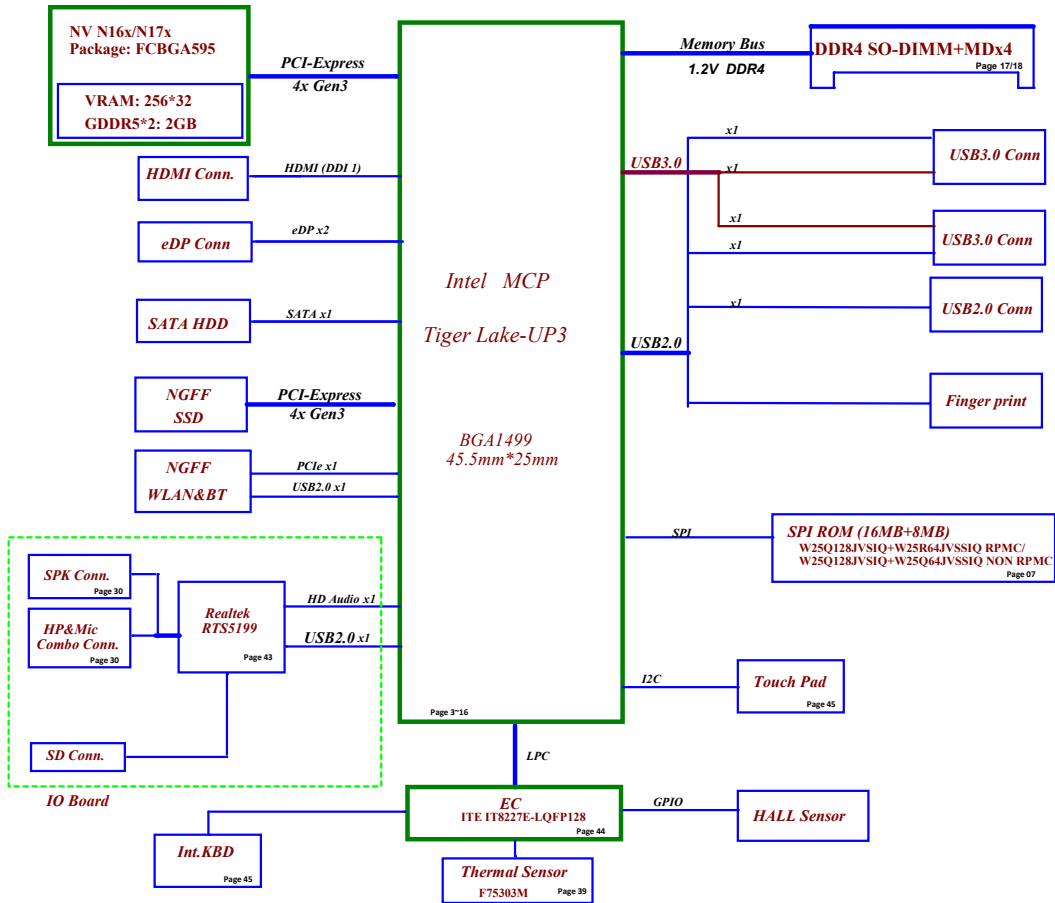 NV N16x/N17x
Package: FCBGA595
VRAM: 256*32
GDDR5*2: 2GB
PCI-Express
4x Gen3
HDMI Conn.
HDMI (DDI 1)
eDP Conn
eDP x2
SATA HDD
SATA x1
NGFF
SSD
PCI-Express
4x Gen3
NGFF
WLAN&BT
PCIe x1
USB2.0 x1
SPK Conn.
Page 30
HP&Mic
Combo Conn.
Page 30
Realtek
RTS5199
Page 43
HD Audio x1
USB2.0 x1
SD Conn.
IO Board
Intel MCP
Tiger Lake-UP3
BGA1499
45.5mm*25mm
Page 3~16
Memory Bus
1.2V DDR4
DDR4 SO-DIMM+MDx4
Page 17/18
USB3.0
x1
x1
USB3.0 Conn
x1
x1
USB3.0 Conn
x1
USB2.0 Conn
USB2.0
Finger print
SPI
SPI ROM (16MB+8MB)
W25Q128JVSIQ+W25R64JVSSIQ RPMC/
W25Q128JVSIQ+W25Q64JVSSIQ NON RPMC
Page 07
I2C
Touch Pad
Page 45
LPC
EC
ITE IT8227E-LQFP128
Page 44
GPIO
HALL Sensor
Int.KBD
Page 45
Thermal Sensor
F75303M
Page 39